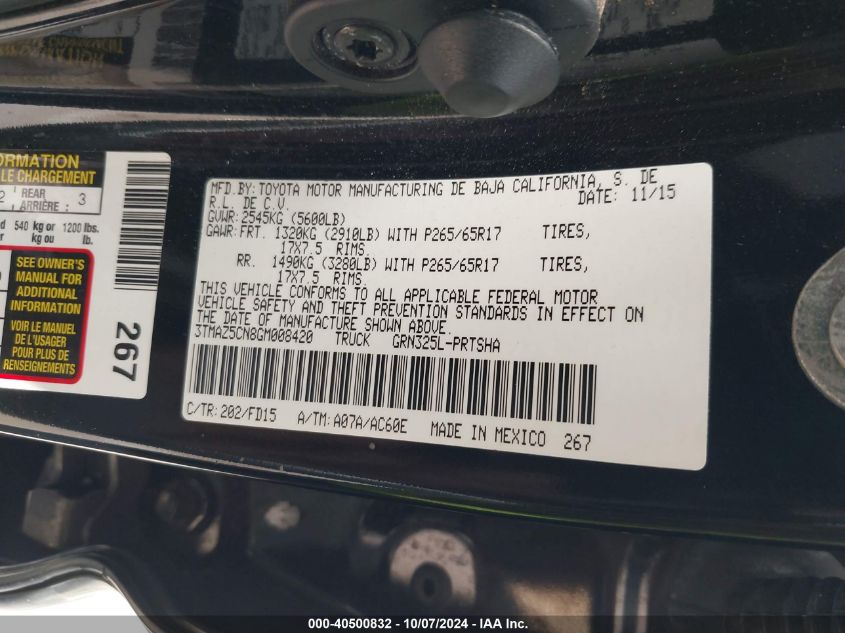 ORMATION
LE CHARGEMENT
2 REAR ARRIÈRE : 3
540 kg or 1200 lbs.
kg ou lb.
SEE OWNER'S
MANUAL FOR
ADDITIONAL
INFORMATION
VOIR LE MANUEL
DE L'USAGER
POUR PLUS DE
RENSEIGNEMENTS
267
MFD.BY:TOYOTA MOTOR MANUFACTURING DE BAJA CALIFORNIA, S. DE
R.L. DE C.V. DATE: 11/15
GVWR:2545KG (5600LB)
GAWR:FRT. 1320KG (2910LB) WITH P265/65R17 TIRES,
17X7.5 RIMS
RR. 1490KG (3280LB) WITH P265/65R17 TIRES,
17X7.5 RIMS.
THIS VEHICLE CONFORMS TO ALL APPLICABLE FEDERAL MOTOR
VEHICLE SAFETY AND THEFT PREVENTION STANDARDS IN EFFECT ON
THE DATE OF MANUFACTURE SHOWN ABOVE.
3TMAZ5CN8GM008420 TRUCK GRN325L-PRTSHA
C/TR:202/FD15 A/TM:A07A/AC60E MADE IN MEXICO 267
000-40500832 - 10/07/2024 - IAA Inc.